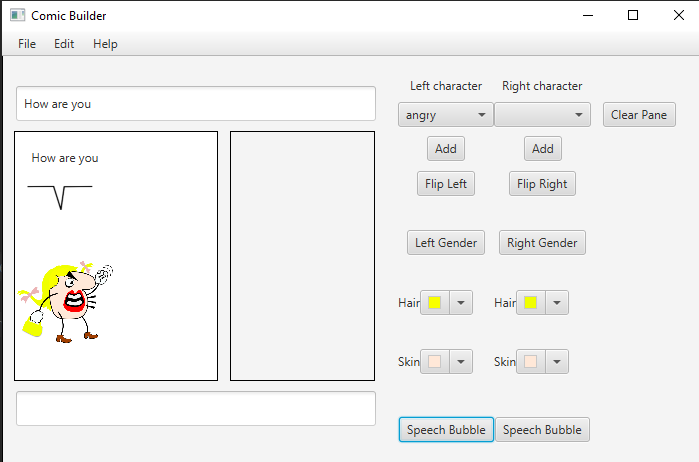 Comic Builder
File Edit Help
Left character Right character
How are you
angry Clear Pane
How are you
Add Add
Flip Left Flip Right
Left Gender Right Gender
Hair Hair
Skin Skin
Speech Bubble Speech Bubble